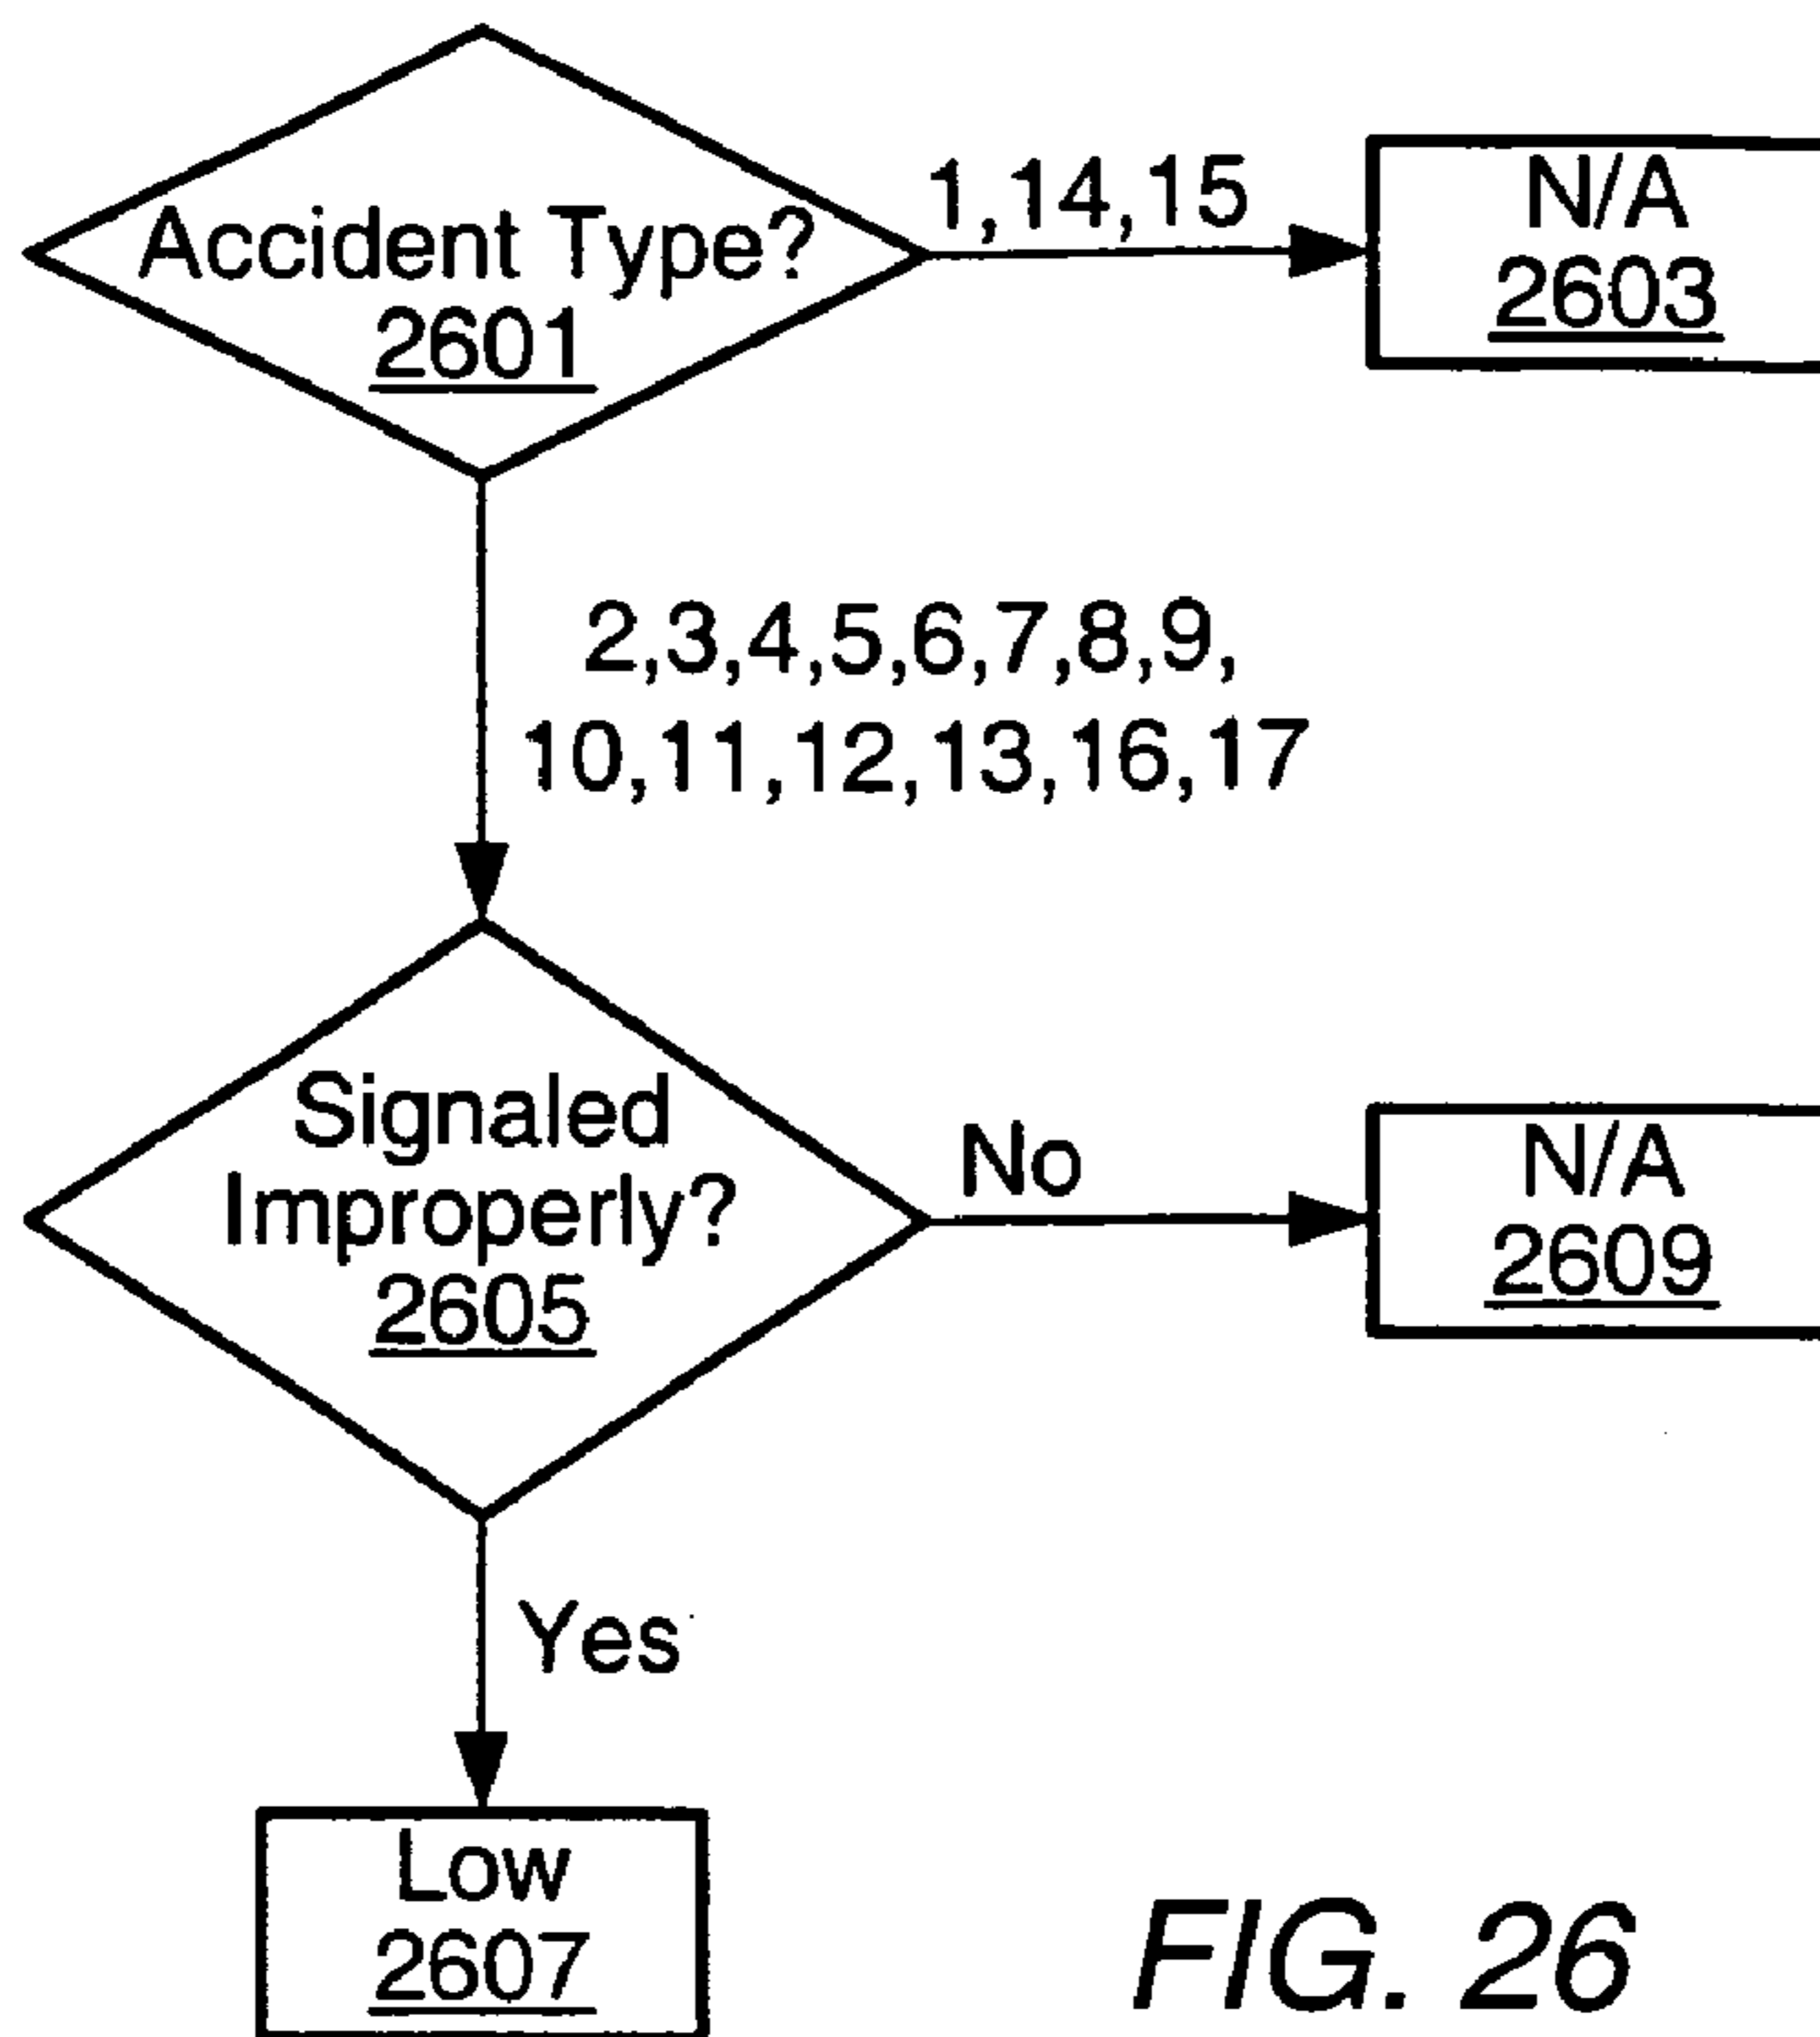 Accident Type?
2601
1,14,15
N/A
2603
2,3,4,5,6,7,8,9,
10,11,12,13,16,17
Signaled
Improperly?
2605
No
N/A
2609
Yes
Low
2607
FIG. 26